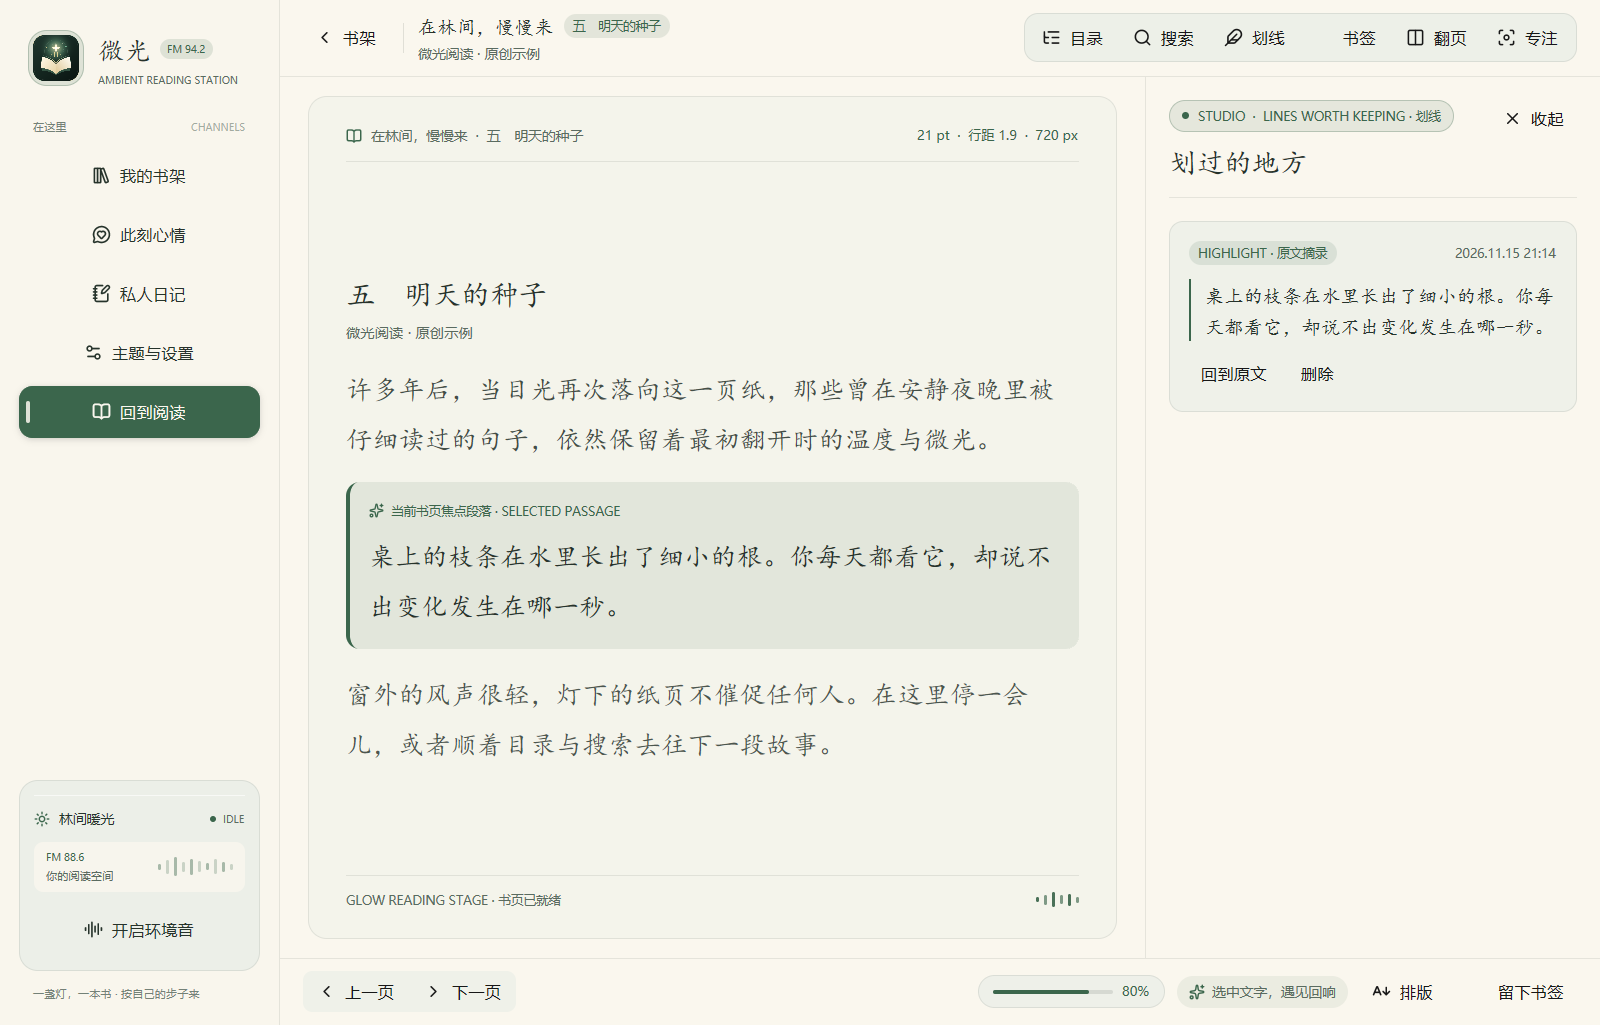 微光 FM 94.2
AMBIENT READING STATION
在这里 CHANNELS
我的书架
此刻心情
私人日记
主题与设置
回到阅读
林间暖光 IDLE
FM 88.6
你的阅读空间
开启环境音
一盏灯，一本书 · 按自己的步子来
书架
在林间，慢慢来 五　明天的种子
微光阅读 · 原创示例
目录 搜索 划线 书签 翻页 专注
在林间，慢慢来 · 五　明天的种子 21 pt · 行距 1.9 · 720 px
五　明天的种子
微光阅读 · 原创示例
许多年后，当目光再次落向这一页纸，那些曾在安静夜晚里被
仔细读过的句子，依然保留着最初翻开时的温度与微光。
当前书页焦点段落 · SELECTED PASSAGE
桌上的枝条在水里长出了细小的根。你每天都看它，却说不
出变化发生在哪一秒。
窗外的风声很轻，灯下的纸页不催促任何人。在这里停一会
儿，或者顺着目录与搜索去往下一段故事。
GLOW READING STAGE · 书页已就绪
STUDIO · LINES WORTH KEEPING · 划线 收起
划过的地方
HIGHLIGHT · 原文摘录 2026.11.15 21:14
桌上的枝条在水里长出了细小的根。你每
天都看它，却说不出变化发生在哪一秒。
回到原文 删除
上一页 下一页 80% 选中文字，遇见回响 排版 留下书签